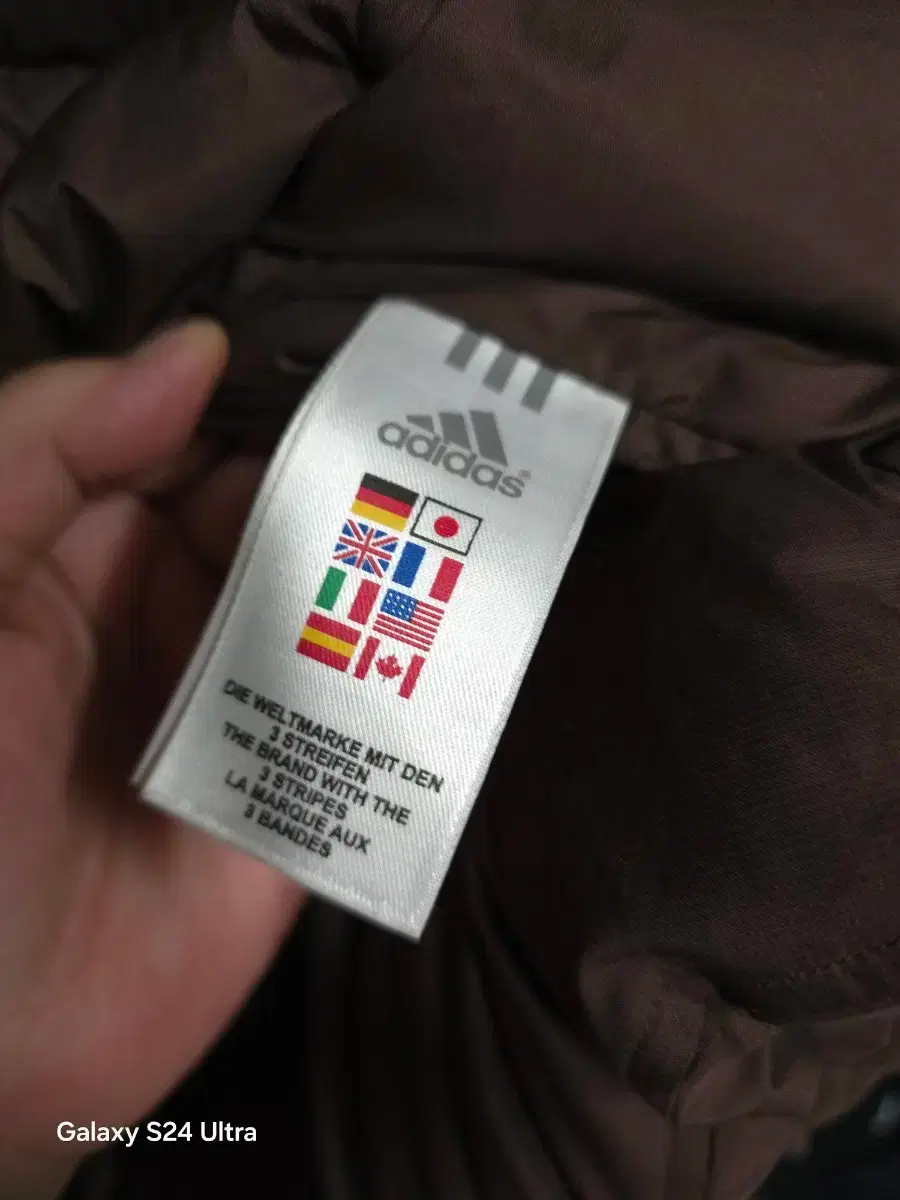 adidas®
DIE WELTMARKE MIT DEN
3 STREIFEN
THE BRAND WITH THE
3 STRIPES
LA MARQUE AUX
3 BANDES
Galaxy S24 Ultra